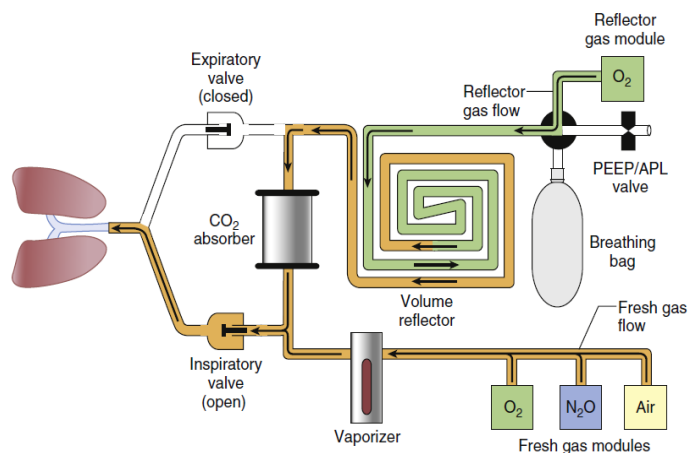 Reflector
gas module
O2
Expiratory
valve
(closed)
Reflector
gas flow
PEEP/APL
valve
CO2
absorber
Breathing
bag
Volume
reflector
Fresh gas
flow
Inspiratory
valve
(open)
Vaporizer
O2
N2O
Air
Fresh gas modules